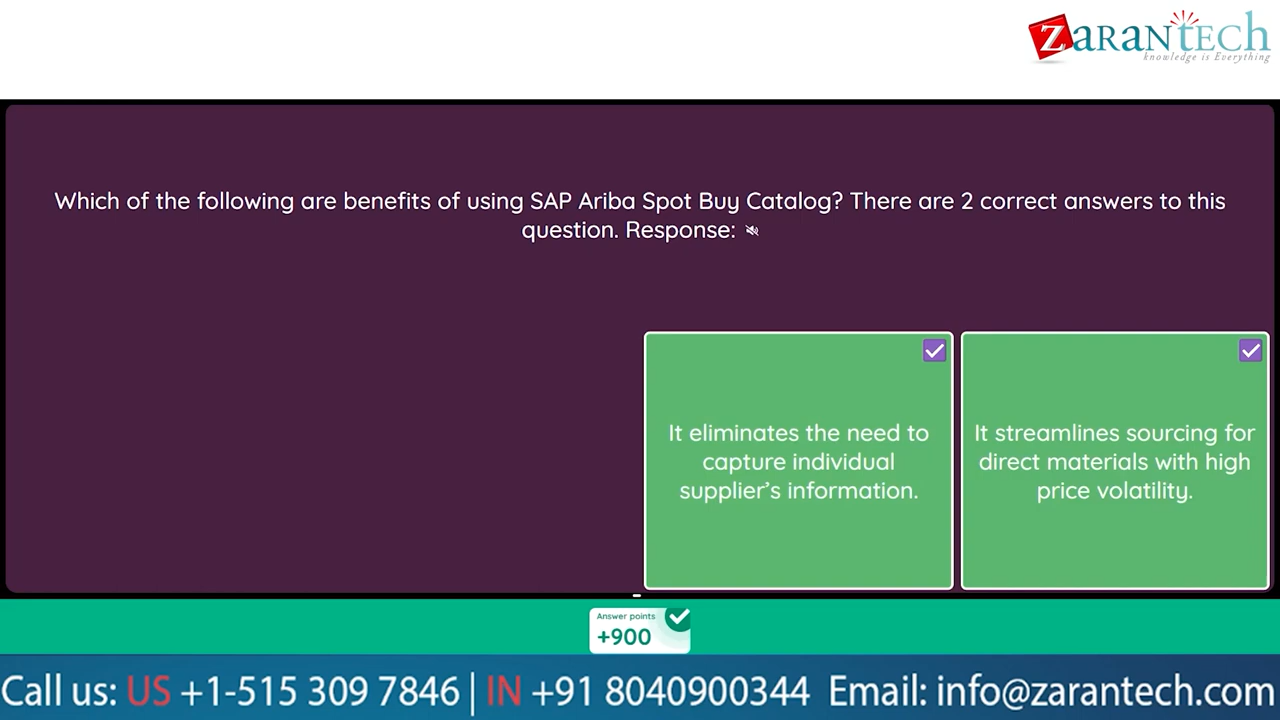 ZARANTECH
knowledge is Everything
Which of the following are benefits of using SAP Ariba Spot Buy Catalog? There are 2 correct answers to this
question. Response:
It eliminates the need to
capture individual
supplier’s information.
It streamlines sourcing for
direct materials with high
price volatility.
Answer points
+900
Call us: US +1-515 309 7846 | IN +91 8040900344 Email: info@zarantech.com